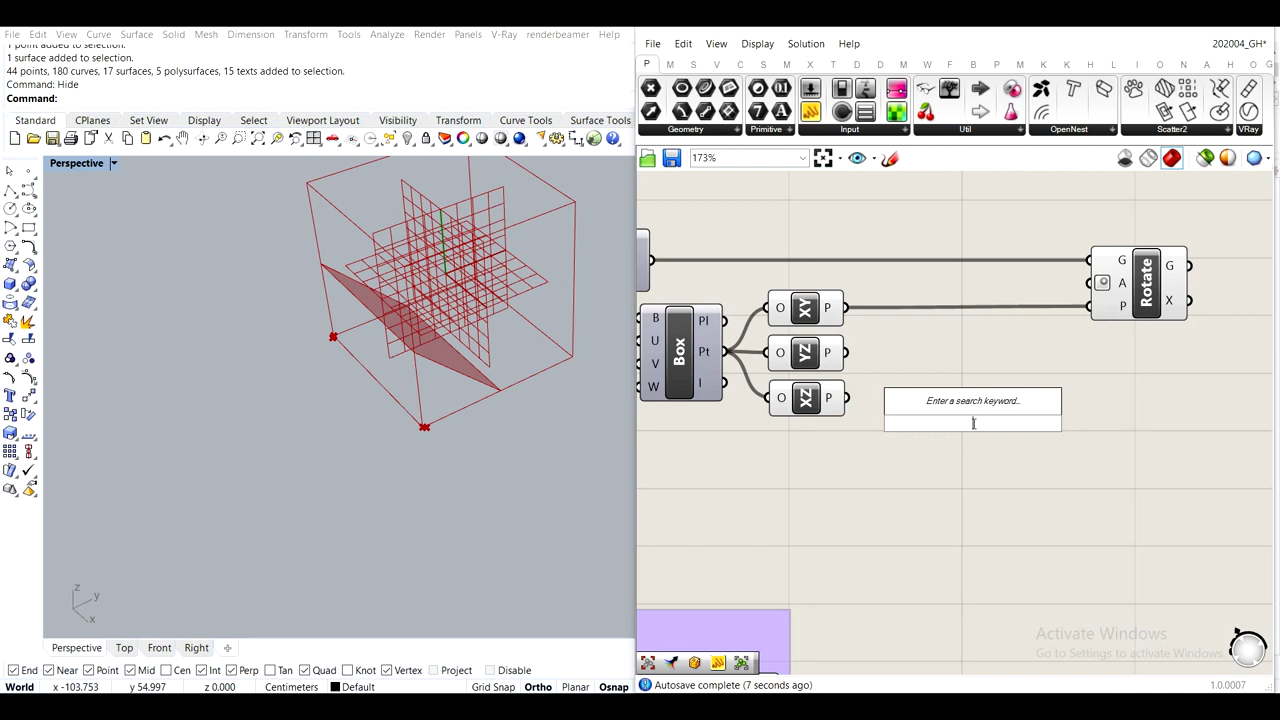 File Edit View Curve Surface Solid Mesh Dimension Transform Tools Analyze Render Panels V-Ray renderbeamer Help
1 point added to selection.
1 surface added to selection.
44 points, 180 curves, 17 surfaces, 5 polysurfaces, 15 texts added to selection.
Command: Hide
Command:
Standard CPlanes Set View Display Select Viewport Layout Visibility Transform Curve Tools Surface Tools
Perspective
z
y
x
Perspective Top Front Right
End Near Point Mid Cen Int Perp Tan Quad Knot Vertex Project Disable
World x -103.753 y 54.997 z 0.000 Centimeters Default Grid Snap Ortho Planar Osnap
File Edit View Display Solution Help 202004_GH*
P M S V C S M X T D D M W F B P M K K L H L O N A H O G
Geometry Primitive Input Util OpenNest Scatter2 VRay
173%
G
A
P
Rotate
G
X
B
U
V
W
Box
Pl
Pt
I
O XY P
O YZ P
O XZ P
Enter a search keyword...
Activate Windows
Go to Settings to activate Windows.
Autosave complete (7 seconds ago) 1.0.0007